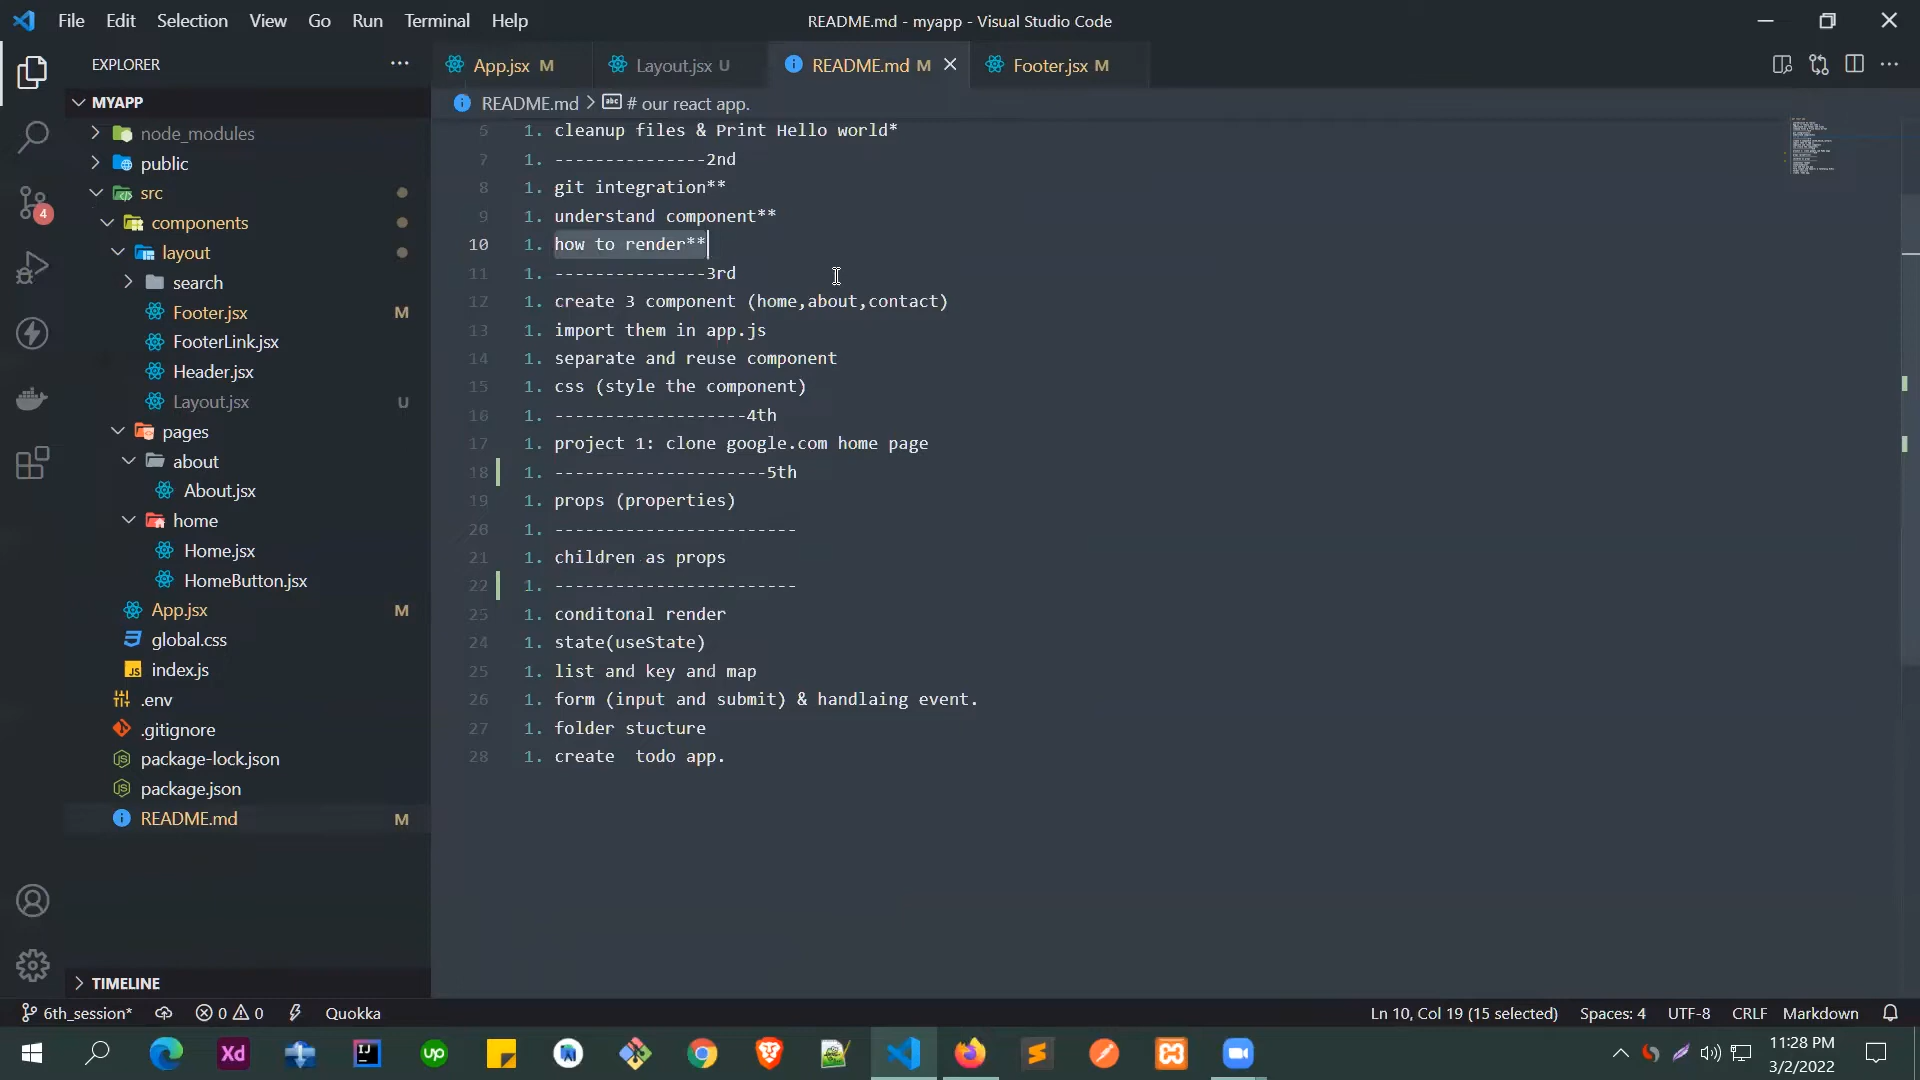 File Edit Selection View Go Run Terminal Help
README.md - myapp - Visual Studio Code
EXPLORER
App.jsx M
Layout.jsx U
README.md M
Footer.jsx M
MYAPP
README.md > # our react app.
node_modules
public
src
components
layout
search
Footer.jsx M
FooterLink.jsx
Header.jsx
Layout.jsx U
pages
about
About.jsx
home
Home.jsx
HomeButton.jsx
App.jsx M
global.css
index.js
.env
.gitignore
package-lock.json
package.json
README.md M
TIMELINE
4
1. cleanup files & Print Hello world*
7 1. ---------------2nd
8 1. git integration**
9 1. understand component**
10 1. how to render**
11 1. ---------------3rd
12 1. create 3 component (home,about,contact)
13 1. import them in app.js
14 1. separate and reuse component
15 1. css (style the component)
16 1. -------------------4th
17 1. project 1: clone google.com home page
18 1. ---------------------5th
19 1. props (properties)
20 1. ------------------------
21 1. children as props
22 1. ------------------------
1. conditonal render
24 1. state(useState)
25 1. list and key and map
26 1. form (input and submit) & handlaing event.
27 1. folder stucture
28 1. create  todo app.
6th_session* 0 0 Quokka
Ln 10, Col 19 (15 selected) Spaces: 4 UTF-8 CRLF Markdown
Xd
IJ
up
11:28 PM
3/2/2022